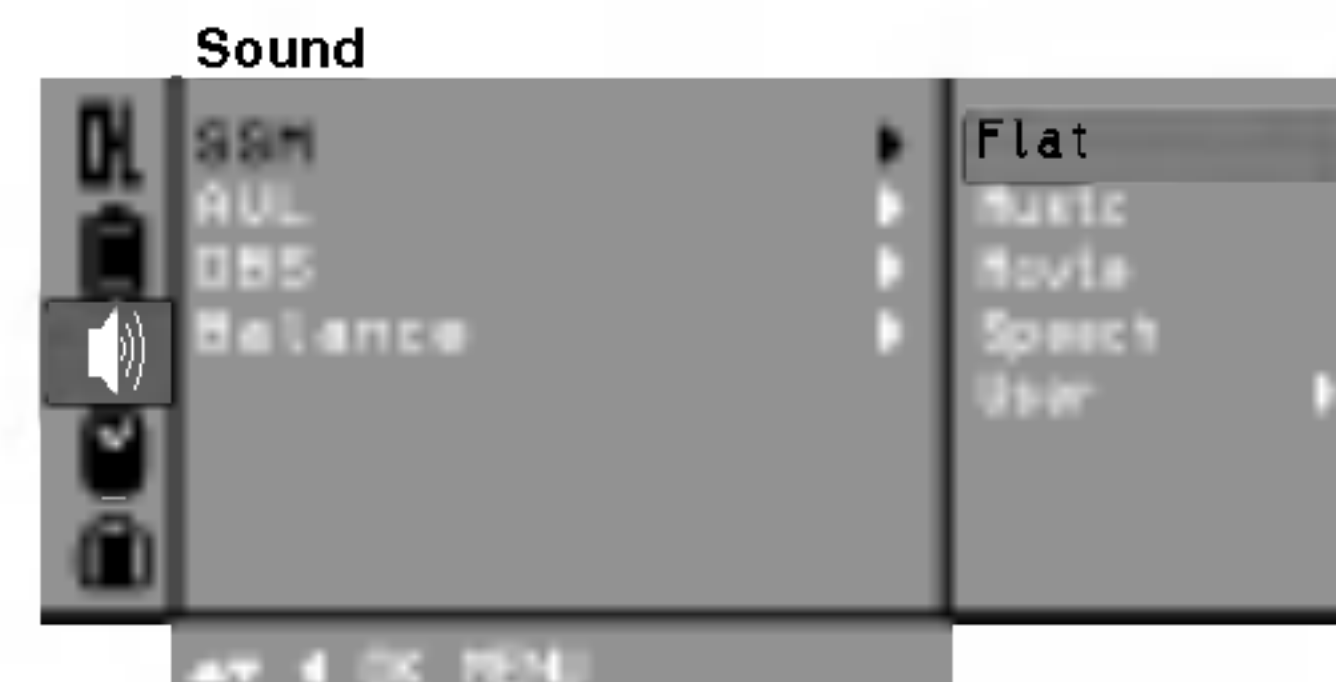 Sound
SSM
AVL
DBS
Balance
Flat
Music
Movie
Speech
User
OK MENU